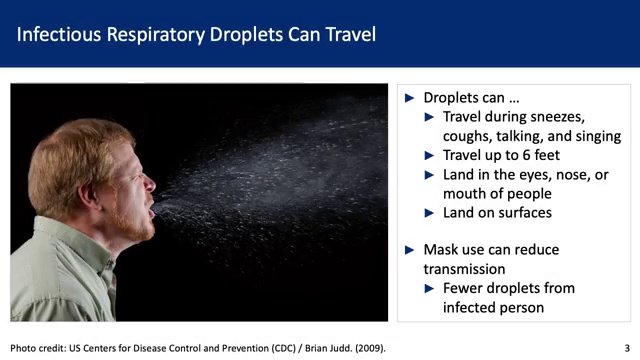 Infectious Respiratory Droplets Can Travel
► Droplets can …
► Travel during sneezes,
coughs, talking, and singing
► Travel up to 6 feet
► Land in the eyes, nose, or
mouth of people
► Land on surfaces
► Mask use can reduce
transmission
► Fewer droplets from
infected person
Photo credit: US Centers for Disease Control and Prevention (CDC) / Brian Judd. (2009).
3